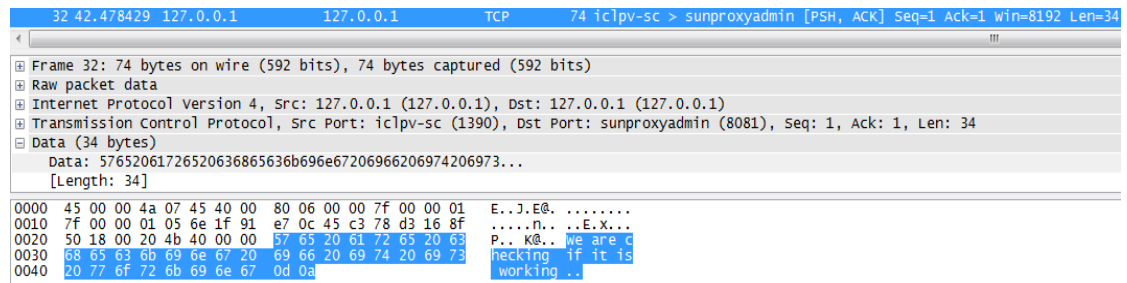 32 42.478429 127.0.0.1 127.0.0.1 TCP 74 iclpv-sc > sunproxyadmin [PSH, ACK] Seq=1 Ack=1 Win=8192 Len=34
Frame 32: 74 bytes on wire (592 bits), 74 bytes captured (592 bits)
Raw packet data
Internet Protocol Version 4, Src: 127.0.0.1 (127.0.0.1), Dst: 127.0.0.1 (127.0.0.1)
Transmission Control Protocol, Src Port: iclpv-sc (1390), Dst Port: sunproxyadmin (8081), Seq: 1, Ack: 1, Len: 34
Data (34 bytes)
Data: 57652061726520636865636b696e67206966206974206973...
[Length: 34]
0000 45 00 00 4a 07 45 40 00 80 06 00 00 7f 00 00 01 E..J.E@. ........
0010 7f 00 00 01 05 6e 1f 91 e7 0c 45 c3 78 d3 16 8f .....n.. ..E.x...
0020 50 18 00 20 4b 40 00 00 57 65 20 61 72 65 20 63 P.. K@.. We are c
0030 68 65 63 6b 69 6e 67 20 69 66 20 69 74 20 69 73 hecking if it is
0040 20 77 6f 72 6b 69 6e 67 0d 0a working ..